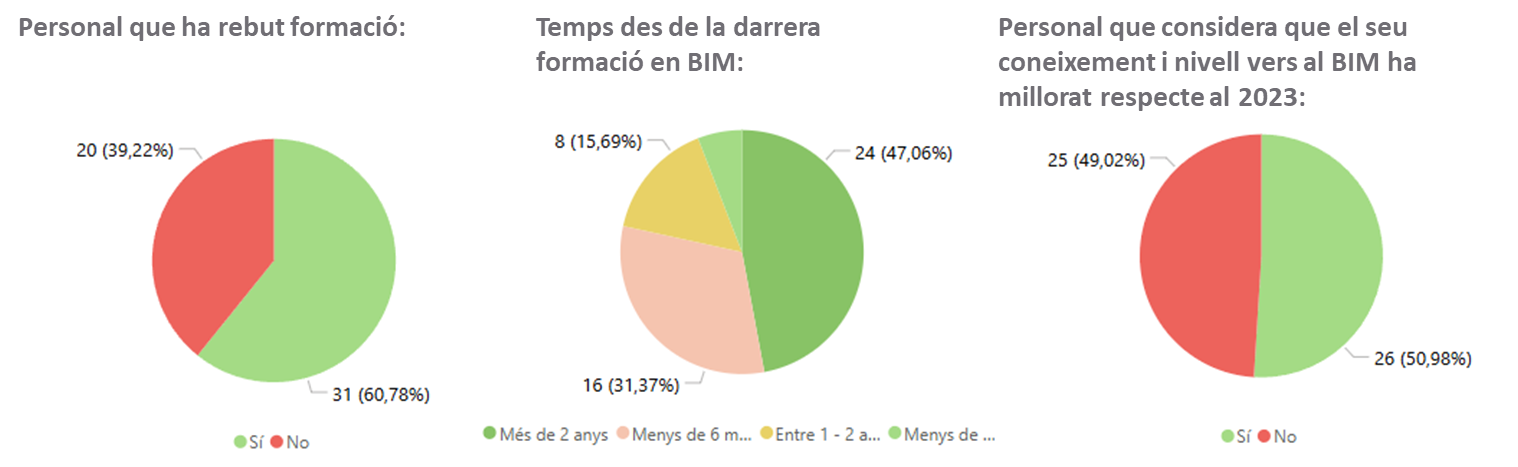 Personal que ha rebut formació:
20 (39,22%)
31 (60,78%)
Sí No
Temps des de la darrera
formació en BIM:
8 (15,69%)
24 (47,06%)
16 (31,37%)
Més de 2 anys Menys de 6 m... Entre 1 - 2 a... Menys de ...
Personal que considera que el seu
coneixement i nivell vers al BIM ha
millorat respecte al 2023:
25 (49,02%)
26 (50,98%)
Sí No